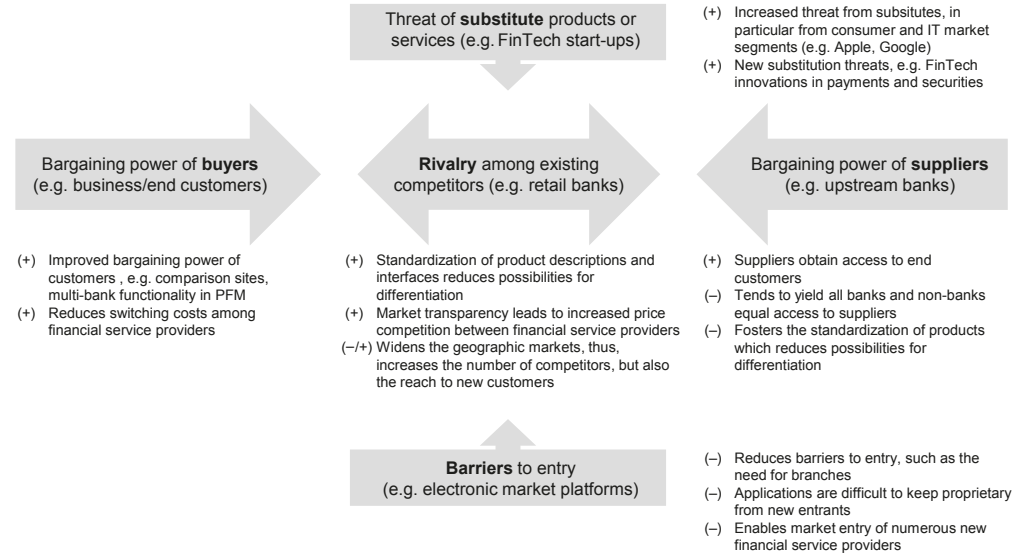 Threat of substitute products or
services (e.g. FinTech start-ups)
(+) Increased threat from subsitutes, in
particular from consumer and IT market
segments (e.g. Apple, Google)
(+) New substitution threats, e.g. FinTech
innovations in payments and securities
Bargaining power of buyers
(e.g. business/end customers)
Rivalry among existing
competitors (e.g. retail banks)
Bargaining power of suppliers
(e.g. upstream banks)
(+) Improved bargaining power of
customers , e.g. comparison sites,
multi-bank functionality in PFM
(+) Reduces switching costs among
financial service providers
(+) Standardization of product descriptions and
interfaces reduces possibilities for
differentiation
(+) Market transparency leads to increased price
competition between financial service providers
(–/+) Widens the geographic markets, thus,
increases the number of competitors, but also
the reach to new customers
(+) Suppliers obtain access to end
customers
(–) Tends to yield all banks and non-banks
equal access to suppliers
(–) Fosters the standardization of products
which reduces possibilities for
differentiation
Barriers to entry
(e.g. electronic market platforms)
(–) Reduces barriers to entry, such as the
need for branches
(–) Applications are difficult to keep proprietary
from new entrants
(–) Enables market entry of numerous new
financial service providers